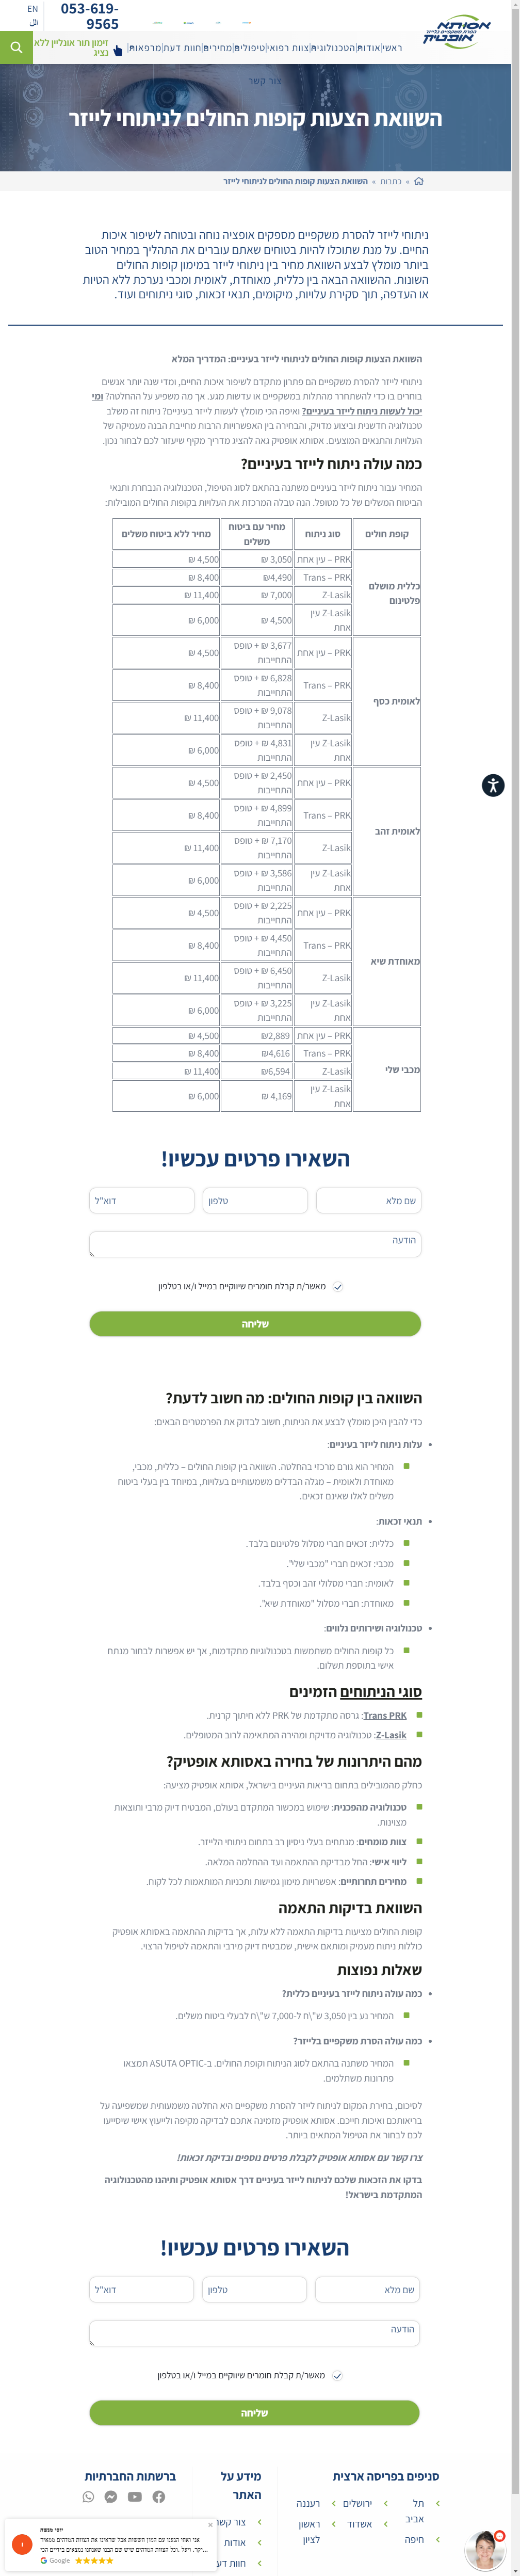 EN
053-619-9565
زيارة
אסותא אופטיק
ראשי
אודות
הטכנולוגיה
צוות רפואי
טיפולים
מחירים
חוות דעת
מרפאות
זימון תור אונליין ללא נציג
צור קשר
השוואת הצעות קופות החולים לניתוחי לייזר
» כתבות » השוואת הצעות קופות החולים לניתוחי לייזר
ניתוחי לייזר להסרת משקפיים מספקים אופציה נוחה ובטוחה לשיפור איכות
החיים. על מנת שתוכלו להיות בטוחים שאתם עוברים את התהליך במחיר הטוב
ביותר מומלץ לבצע השוואת מחיר בין ניתוחי לייזר במימון קופות החולים
השונות. ההשוואה הבאה בין כללית, מאוחדת, לאומית ומכבי נערכת ללא הטיות
או העדפה, תוך סקירת עלויות, מיקומים, תנאי זכאות, סוגי ניתוחים ועוד.
השוואת הצעות קופות החולים לניתוחי לייזר בעיניים: המדריך המלא
ניתוחי לייזר להסרת משקפיים הם פתרון מתקדם לשיפור איכות החיים, ומדי שנה יותר אנשים
בוחרים בו כדי להשתחרר מהתלות במשקפיים או עדשות מגע. אך מה משפיע על ההחלטה? ומי
יכול לעשות ניתוח לייזר בעיניים? ואיפה הכי מומלץ לעשות לייזר בעיניים? ניתוח זה משלב
טכנולוגיה חדשנית וביצוע מדויק, והבחירה בין האפשרויות הרבות מחייבת הבנה מעמיקה של
העלויות והתנאים המוצעים. אסותא אופטיק גאה להציג מדריך מקיף שיעזור לכם לבחור נכון.
כמה עולה ניתוח לייזר בעיניים?
המחיר עבור ניתוח לייזר בעיניים משתנה בהתאם לסוג הטיפול, הטכנולוגיה הנבחרת ותנאי
הביטוח המשלים של כל מטופל. הנה טבלה המרכזת את העלויות בקופות החולים המובילות:
קופת חולים | סוג ניתוח | מחיר עם ביטוח משלים | מחיר ללא ביטוח משלים
כללית מושלם פלטינום | PRK – עין אחת | 3,050 ₪ | 4,500 ₪
Trans – PRK | 4,490₪ | 8,400 ₪
Z-Lasik | 7,000 ₪ | 11,400 ₪
Z-Lasik עין אחת | 4,500 ₪ | 6,000 ₪
לאומית כסף | PRK – עין אחת | 3,677 ₪ + טופס התחייבות | 4,500 ₪
Trans – PRK | 6,828 ₪ + טופס התחייבות | 8,400 ₪
Z-Lasik | 9,078 ₪ + טופס התחייבות | 11,400 ₪
Z-Lasik עין אחת | 4,831 ₪ + טופס התחייבות | 6,000 ₪
לאומית זהב | PRK – עין אחת | 2,450 ₪ + טופס התחייבות | 4,500 ₪
Trans – PRK | 4,899 ₪ + טופס התחייבות | 8,400 ₪
Z-Lasik | 7,170 ₪ + טופס התחייבות | 11,400 ₪
Z-Lasik עין אחת | 3,586 ₪ + טופס התחייבות | 6,000 ₪
מאוחדת שיא | PRK – עין אחת | 2,225 ₪ + טופס התחייבות | 4,500 ₪
Trans – PRK | 4,450 ₪ + טופס התחייבות | 8,400 ₪
Z-Lasik | 6,450 ₪ + טופס התחייבות | 11,400 ₪
Z-Lasik עין אחת | 3,225 ₪ + טופס התחייבות | 6,000 ₪
מכבי שלי | PRK – עין אחת | 2,889₪ | 4,500 ₪
Trans – PRK | 4,616₪ | 8,400 ₪
Z-Lasik | 6,594₪ | 11,400 ₪
Z-Lasik עין אחת | 4,169 ₪ | 6,000 ₪
השאירו פרטים עכשיו!
שם מלא
טלפון
דוא"ל
הודעה
מאשר/ת קבלת חומרים שיווקיים במייל ו/או בטלפון
שליחה
השוואה בין קופות החולים: מה חשוב לדעת?
כדי להבין היכן מומלץ לבצע את הניתוח, חשוב לבדוק את הפרמטרים הבאים:
עלות ניתוח לייזר בעיניים:
המחיר הוא גורם מרכזי בהחלטה. השוואה בין קופות החולים – כללית, מכבי,
מאוחדת ולאומית – מגלה הבדלים משמעותיים בעלויות, במיוחד בין בעלי ביטוח
משלים לאלו שאינם זכאים.
תנאי זכאות:
כללית: זכאים חברי מסלול פלטינום בלבד.
מכבי: זכאים חברי "מכבי שלי".
לאומית: חברי מסלולי זהב וכסף בלבד.
מאוחדת: חברי מסלול "מאוחדת שיא".
טכנולוגיה ושירותים נלווים:
כל קופות החולים משתמשות בטכנולוגיות מתקדמות, אך יש אפשרות לבחור מנתח
אישי בתוספת תשלום.
סוגי הניתוחים הזמינים
Trans PRK: גרסה מתקדמת של PRK ללא חיתוך קרנית.
Z-Lasik: טכנולוגיה מדויקת ומהירה המתאימה לרוב המטופלים.
מהם היתרונות של בחירה באסותא אופטיק?
כחלק מהמובילים בתחום בריאות העיניים בישראל, אסותא אופטיק מציעה:
טכנולוגיה מהפכנית: שימוש במכשור המתקדם בעולם, המבטיח דיוק מרבי ותוצאות
מצוינות.
צוות מומחים: מנתחים בעלי ניסיון רב בתחום ניתוחי הלייזר.
ליווי אישי: החל מבדיקת ההתאמה ועד ההחלמה המלאה.
מחירים תחרותיים: אפשרויות מימון גמישות ותכניות המותאמות לכל לקוח.
השוואת בדיקות התאמה
קופות החולים מציעות בדיקות התאמה ללא עלות, אך בדיקות ההתאמה באסותא אופטיק
כוללות ניתוח מעמיק ומותאם אישית, שמבטיח דיוק מירבי והתאמה לטיפול הרצוי.
שאלות נפוצות
כמה עולה ניתוח לייזר בעיניים כללית?
המחיר נע בין 3,050 ש"ח\ל-7,000 ש"ח\ לבעלי ביטוח משלים.
כמה עולה הסרת משקפיים בלייזר?
המחיר משתנה בהתאם לסוג הניתוח וקופת החולים. ב-ASUTA OPTIC תמצאו
פתרונות משתלמים.
לסיכום, בחירת המקום לניתוח לייזר להסרת משקפיים היא החלטה משמעותית שמשפיעה על
בריאותכם ואיכות חייכם. אסותא אופטיק מזמינה אתכם לבדיקה מקיפה ולייעוץ אישי שיסייעו
לכם לבחור את הטיפול המתאים ביותר.
צרו קשר עם אסותא אופטיק לקבלת פרטים נוספים ובדיקת זכאות!
בדקו את הזכאות שלכם לניתוח לייזר בעיניים דרך אסותא אופטיק ותיהנו מהטכנולוגיה
המתקדמת בישראל!
השאירו פרטים עכשיו!
שם מלא
טלפון
דוא"ל
הודעה
מאשר/ת קבלת חומרים שיווקיים במייל ו/או בטלפון
שליחה
סניפים בפריסה ארצית
תל אביב
חיפה
ירושלים
אשדוד
רעננה
ראשון לציון
מידע על האתר
צור קשר
אודות
חוות דע
ברשתות החברתיות
יוסי מנשה
Google